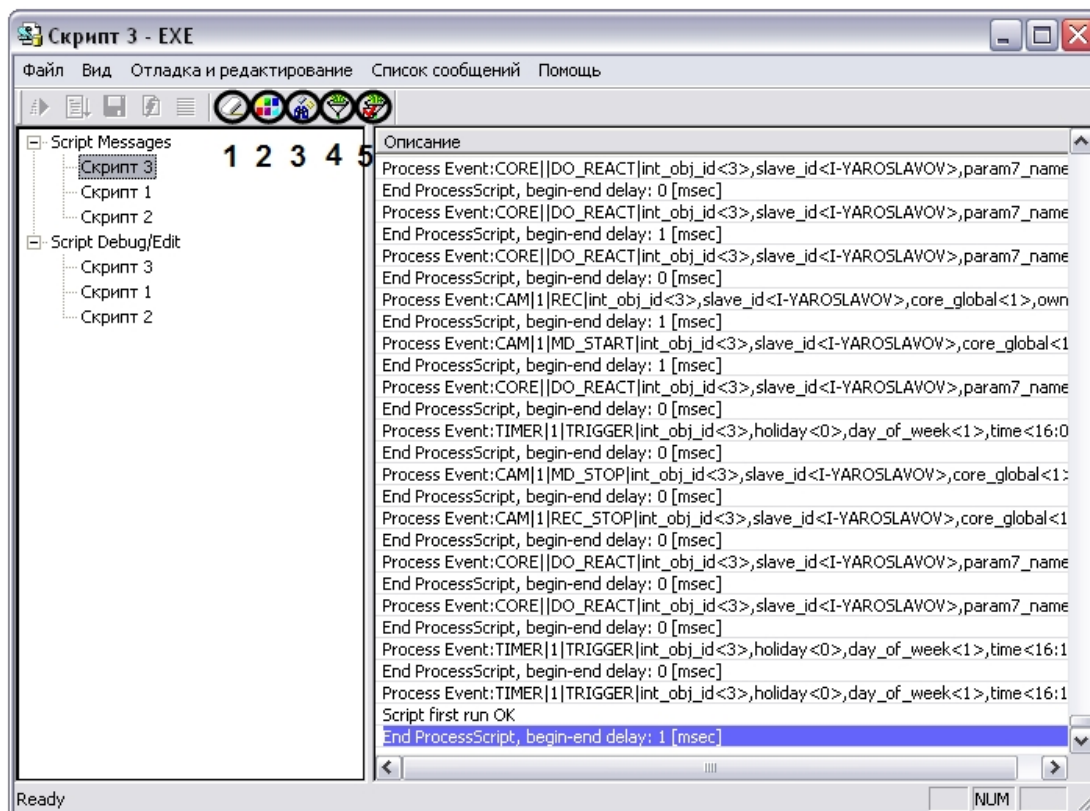 Скрипт 3 - EXE
Файл Вид Отладка и редактирование Список сообщений Помощь
1 2 3 4 5
Script Messages
Скрипт 3
Скрипт 1
Скрипт 2
Script Debug/Edit
Скрипт 3
Скрипт 1
Скрипт 2
Описание
Process Event:CORE||DO_REACT|int_obj_id<3>,slave_id<I-YAROSLAVOV>,param7_name
End ProcessScript, begin-end delay: 0 [msec]
Process Event:CORE||DO_REACT|int_obj_id<3>,slave_id<I-YAROSLAVOV>,param7_name
End ProcessScript, begin-end delay: 1 [msec]
Process Event:CORE||DO_REACT|int_obj_id<3>,slave_id<I-YAROSLAVOV>,param7_name
End ProcessScript, begin-end delay: 0 [msec]
Process Event:CAM|1|REC|int_obj_id<3>,slave_id<I-YAROSLAVOV>,core_global<1>,own
End ProcessScript, begin-end delay: 1 [msec]
Process Event:CAM|1|MD_START|int_obj_id<3>,slave_id<I-YAROSLAVOV>,core_global<1
End ProcessScript, begin-end delay: 1 [msec]
Process Event:CORE||DO_REACT|int_obj_id<3>,slave_id<I-YAROSLAVOV>,param7_name
End ProcessScript, begin-end delay: 0 [msec]
Process Event:TIMER|1|TRIGGER|int_obj_id<3>,holiday<0>,day_of_week<1>,time<16:0
End ProcessScript, begin-end delay: 0 [msec]
Process Event:CAM|1|MD_STOP|int_obj_id<3>,slave_id<I-YAROSLAVOV>,core_global<1>
End ProcessScript, begin-end delay: 0 [msec]
Process Event:CAM|1|REC_STOP|int_obj_id<3>,slave_id<I-YAROSLAVOV>,core_global<1
End ProcessScript, begin-end delay: 0 [msec]
Process Event:CORE||DO_REACT|int_obj_id<3>,slave_id<I-YAROSLAVOV>,param7_name
End ProcessScript, begin-end delay: 0 [msec]
Process Event:CORE||DO_REACT|int_obj_id<3>,slave_id<I-YAROSLAVOV>,param7_name
End ProcessScript, begin-end delay: 0 [msec]
Process Event:TIMER|1|TRIGGER|int_obj_id<3>,holiday<0>,day_of_week<1>,time<16:1
End ProcessScript, begin-end delay: 0 [msec]
Process Event:TIMER|1|TRIGGER|int_obj_id<3>,holiday<0>,day_of_week<1>,time<16:1
Script first run OK
End ProcessScript, begin-end delay: 1 [msec]
Ready NUM